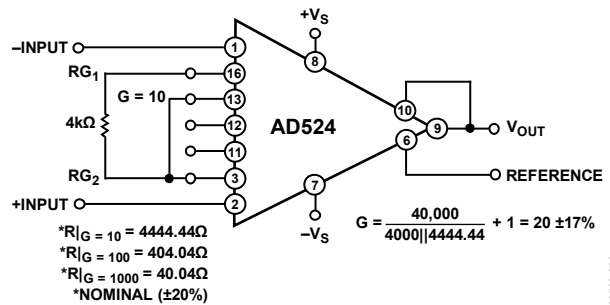 –INPUT
1
+VS
8
RG1
16
G = 10
13
10
4kΩ
12
AD524
9
VOUT
11
6
RG2
3
REFERENCE
7
+INPUT
2
–VS
G = 40,000 / 4000||4444.44 + 1 = 20 ±17%
*R|G = 10 = 4444.44Ω
*R|G = 100 = 404.04Ω
*R|G = 1000 = 40.04Ω
*NOMINAL (±20%)